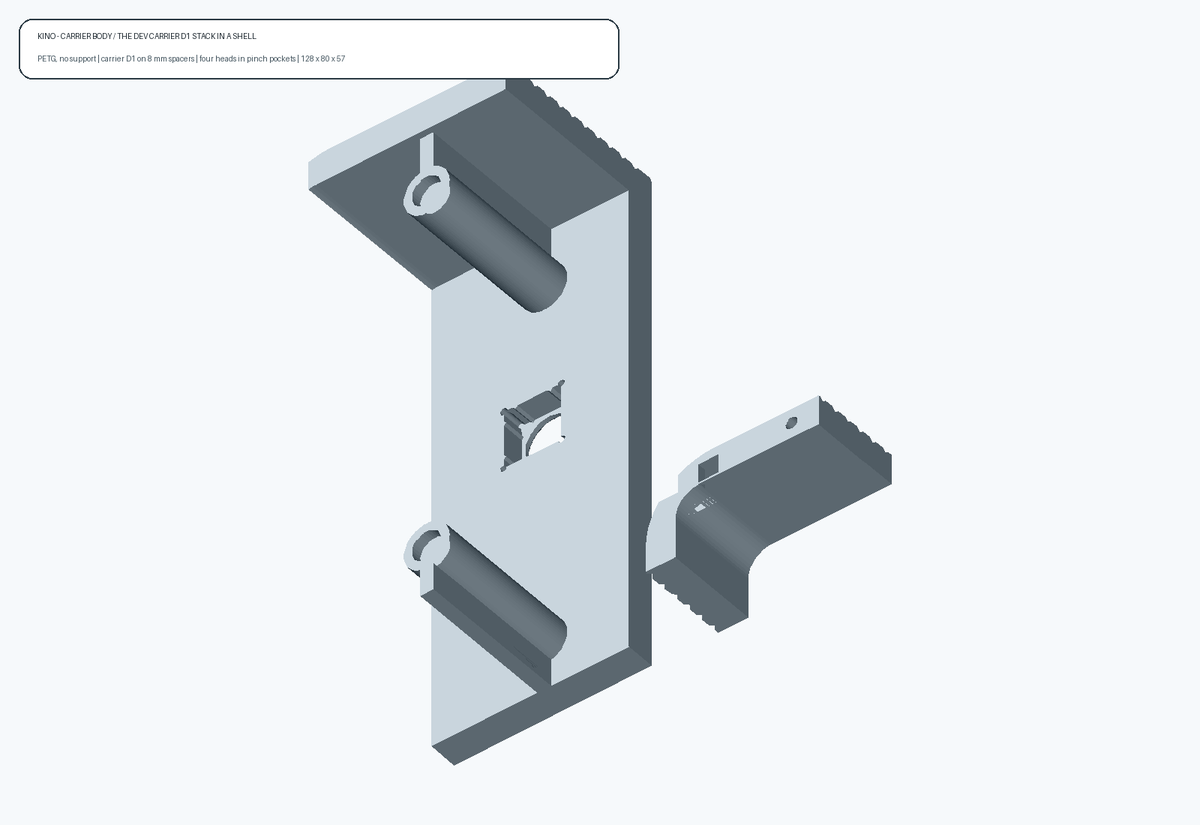 KINO - CARRIER BODY / THE DEV CARRIER D1 STACK IN A SHELL
PETG, no support | carrier D1 on 8 mm spacers | four heads in pinch pockets | 128 x 80 x 57